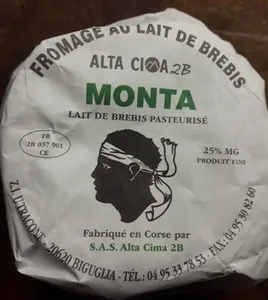 FROMAGE AU LAIT DE BREBIS
ALTA CIMA 2B
MONTA
LAIT DE BREBIS PASTEURISÉ
FR
2B 037 901
CE
25% MG
PRODUIT FINI
Fabriqué en Corse par
S.A.S. Alta Cima 2B
20620 BIGUGLIA - TÉL.: 04 95 33 78 53 - FAX: 04 95 30 82 60